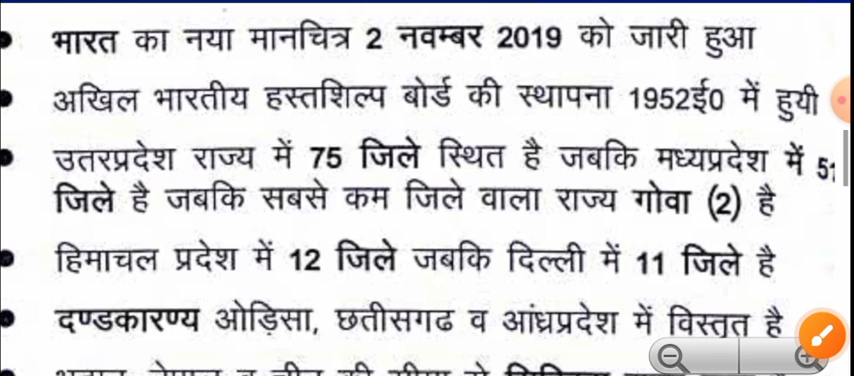 भारत का नया मानचित्र 2 नवम्बर 2019 को जारी हुआ
अखिल भारतीय हस्तशिल्प बोर्ड की स्थापना 1952ई0 में हुयी
उतरप्रदेश राज्य में 75 जिले स्थित है जबकि मध्यप्रदेश में 51
जिले है जबकि सबसे कम जिले वाला राज्य गोवा (2) है
हिमाचल प्रदेश में 12 जिले जबकि दिल्ली में 11 जिले है
दण्डकारण्य ओड़िसा, छतीसगढ व आंध्रप्रदेश में विस्तृत है